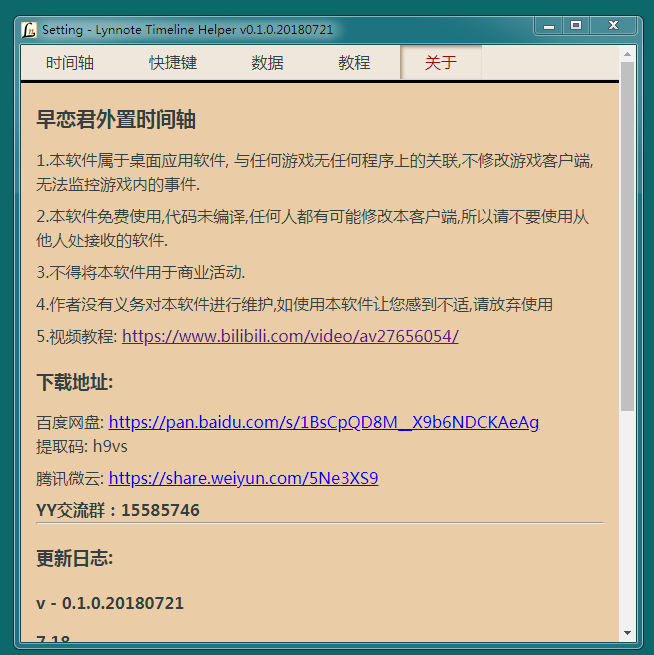 Setting - Lynnote Timeline Helper v0.1.0.20180721
时间轴 快捷键 数据 教程 关于
早恋君外置时间轴
1.本软件属于桌面应用软件, 与任何游戏无任何程序上的关联,不修改游戏客户端,
无法监控游戏内的事件.
2.本软件免费使用,代码未编译,任何人都有可能修改本客户端,所以请不要使用从
他人处接收的软件.
3.不得将本软件用于商业活动.
4.作者没有义务对本软件进行维护,如使用本软件让您感到不适,请放弃使用
5.视频教程: https://www.bilibili.com/video/av27656054/
下载地址:
百度网盘: https://pan.baidu.com/s/1BsCpQD8M__X9b6NDCKAeAg
提取码: h9vs
腾讯微云: https://share.weiyun.com/5Ne3XS9
YY交流群：15585746
更新日志:
v - 0.1.0.20180721
7.18